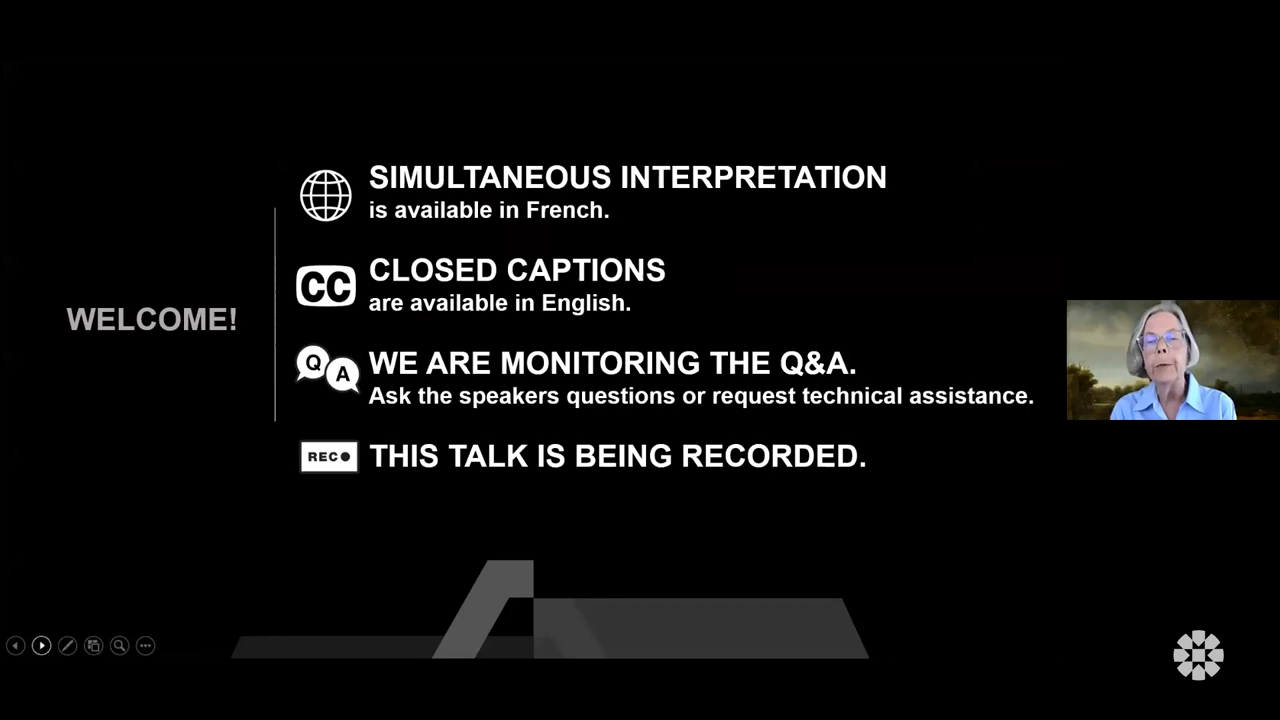 WELCOME!
SIMULTANEOUS INTERPRETATION
is available in French.
CC
CLOSED CAPTIONS
are available in English.
Q A
WE ARE MONITORING THE Q&A.
Ask the speakers questions or request technical assistance.
REC
THIS TALK IS BEING RECORDED.